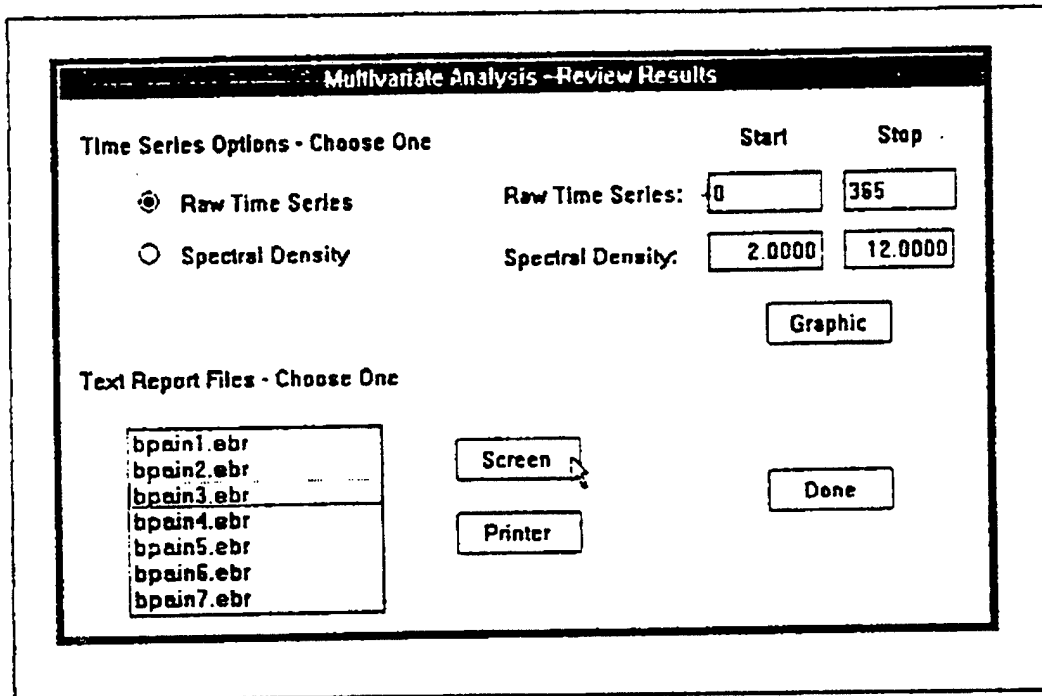 Multivariate Analysis - Review Results
Time Series Options - Choose One
Start Stop
Raw Time Series
Raw Time Series: 0 365
Spectral Density
Spectral Density: 2.0000 12.0000
Graphic
Text Report Files - Choose One
bpain1.ebr
bpain2.ebr
bpain3.ebr
bpain4.ebr
bpain5.ebr
bpain6.ebr
bpain7.ebr
Screen
Printer
Done